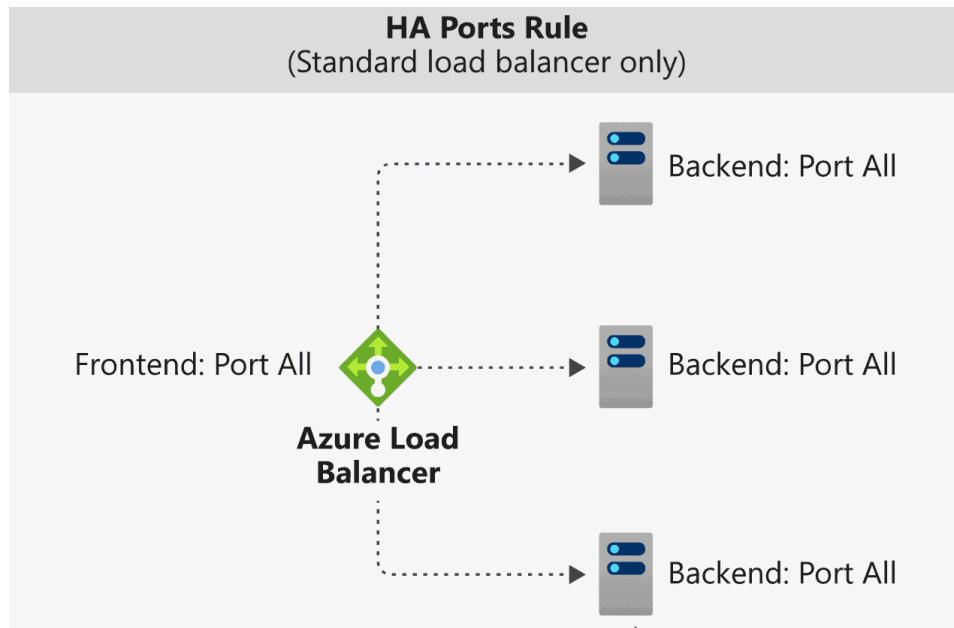 HA Ports Rule
(Standard load balancer only)
Backend: Port All
Frontend: Port All
Backend: Port All
Azure Load
Balancer
Backend: Port All